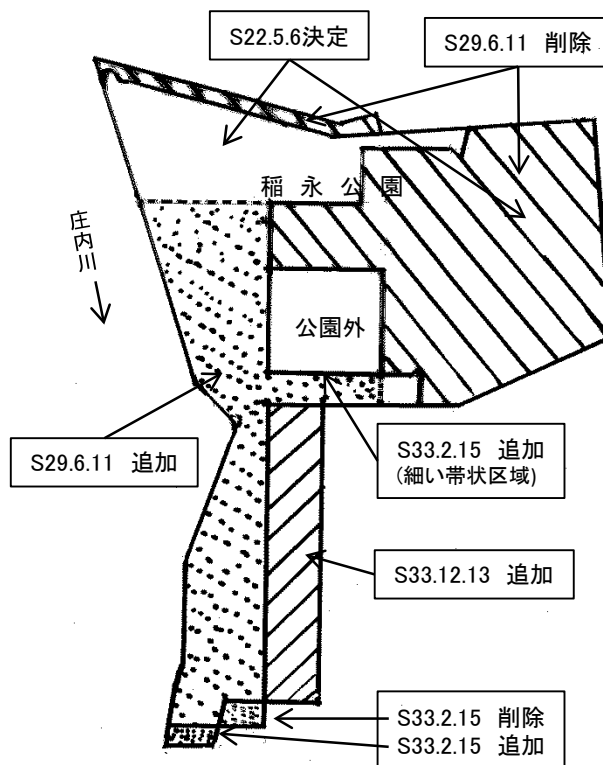 S22.5.6決定
S29.6.11 削除
稲永公園
庄内川
公園外
S29.6.11 追加
S33.2.15 追加
(細い帯状区域)
S33.12.13 追加
S33.2.15 削除
S33.2.15 追加